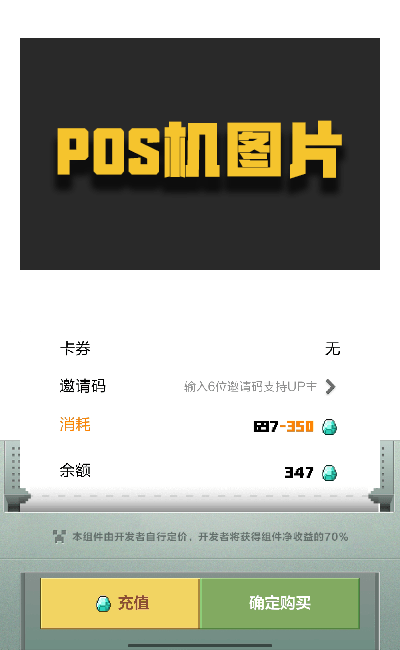 POS机图片
卡券 无
邀请码 输入6位邀请码支持UP主
消耗 -350
余额 347
本组件由开发者自行定价，开发者将获得组件净收益的70%
充值 确定购买